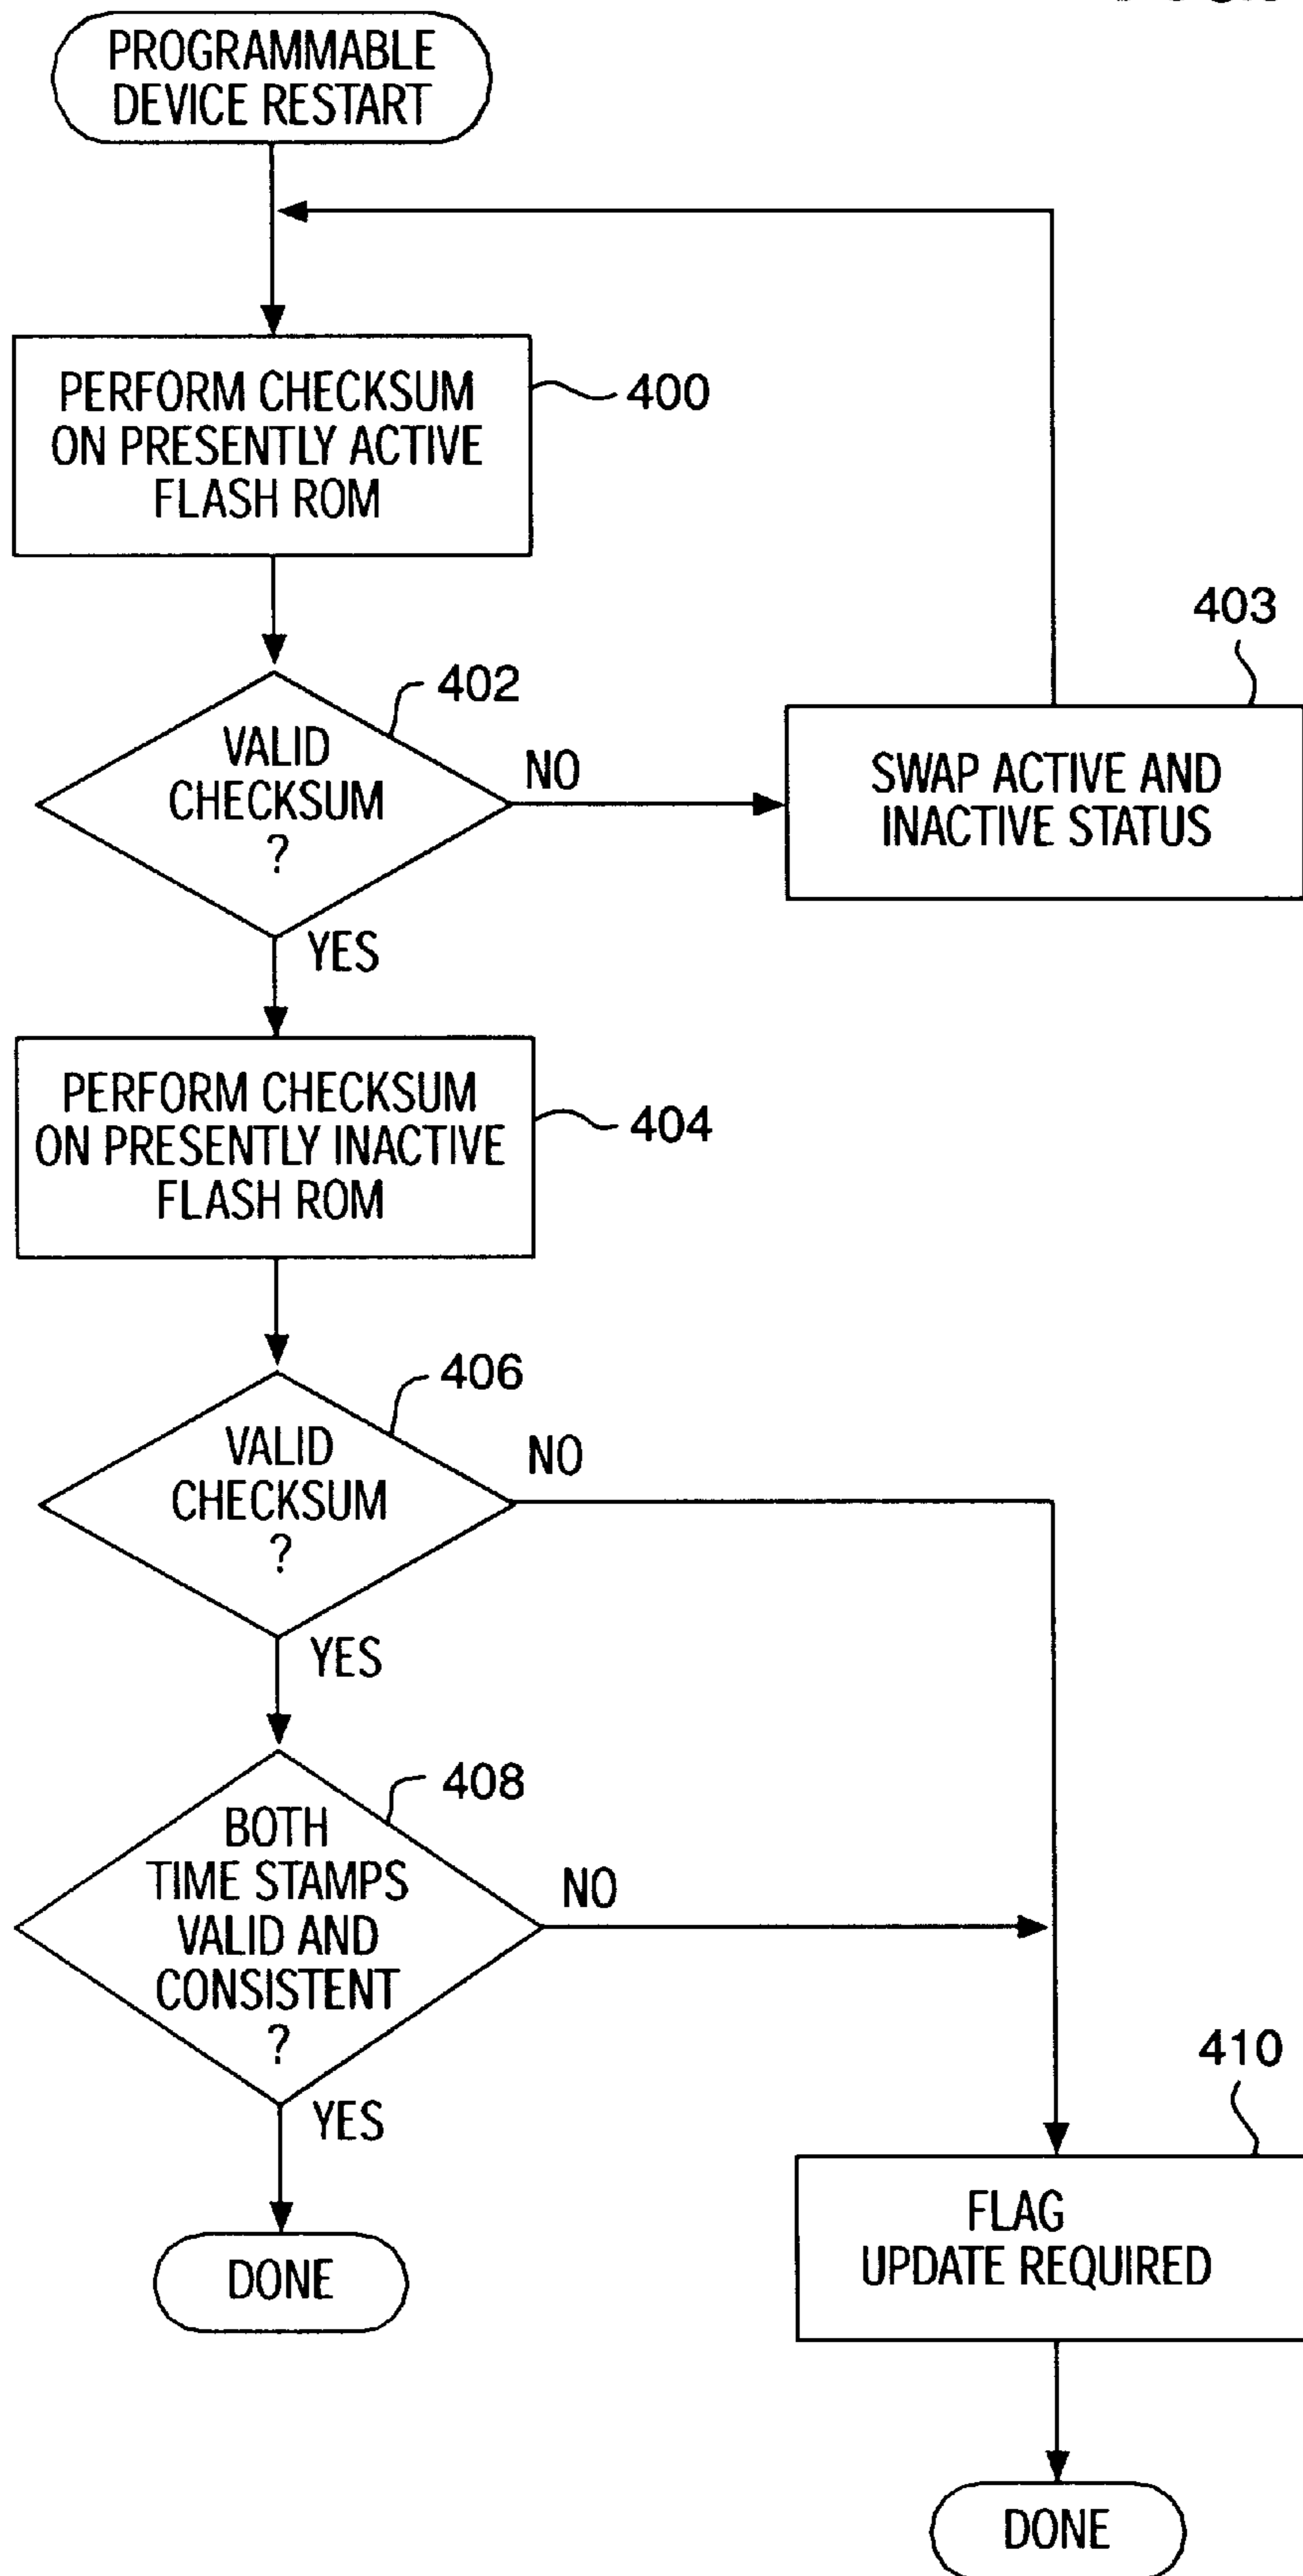 PROGRAMMABLE
DEVICE RESTART
PERFORM CHECKSUM
ON PRESENTLY ACTIVE
FLASH ROM
400
402
VALID
CHECKSUM
?
NO
YES
403
SWAP ACTIVE AND
INACTIVE STATUS
PERFORM CHECKSUM
ON PRESENTLY INACTIVE
FLASH ROM
404
406
VALID
CHECKSUM
?
NO
YES
408
BOTH
TIME STAMPS
VALID AND
CONSISTENT
?
NO
YES
DONE
410
FLAG
UPDATE REQUIRED
DONE